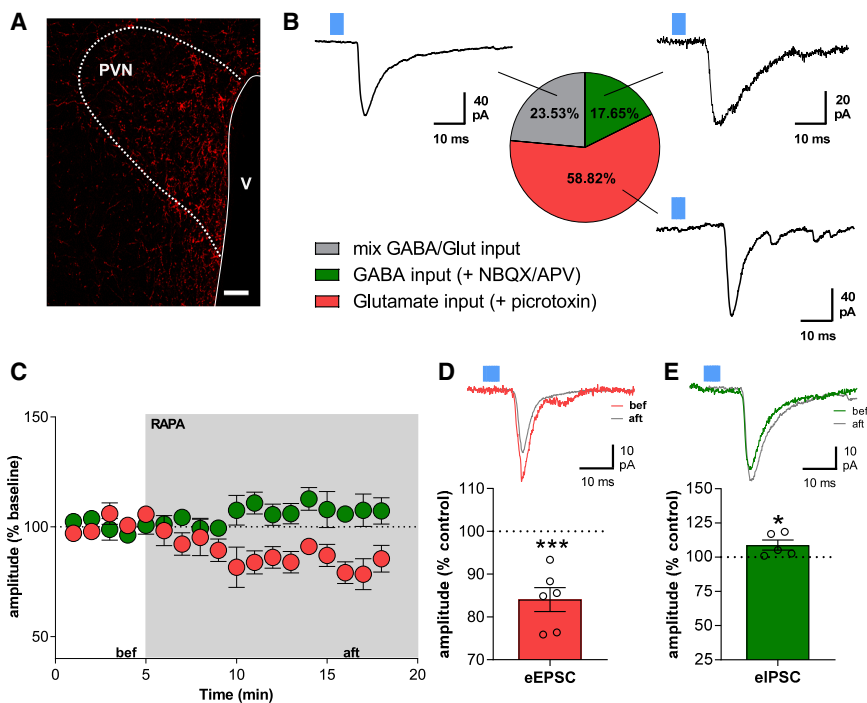 A
PVN
V
B
40
pA
10 ms
23.53%
17.65%
58.82%
20
pA
10 ms
mix GABA/Glut input
GABA input (+ NBQX/APV)
Glutamate input (+ picrotoxin)
40
pA
10 ms
C
150
100
50
amplitude (% baseline)
RAPA
bef
aft
0
5
10
15
20
Time (min)
D
bef
aft
10
pA
10 ms
110
100
90
80
70
amplitude (% control)
***
eEPSC
E
bef
aft
10
pA
10 ms
150
125
100
75
50
25
amplitude (% control)
*
eIPSC